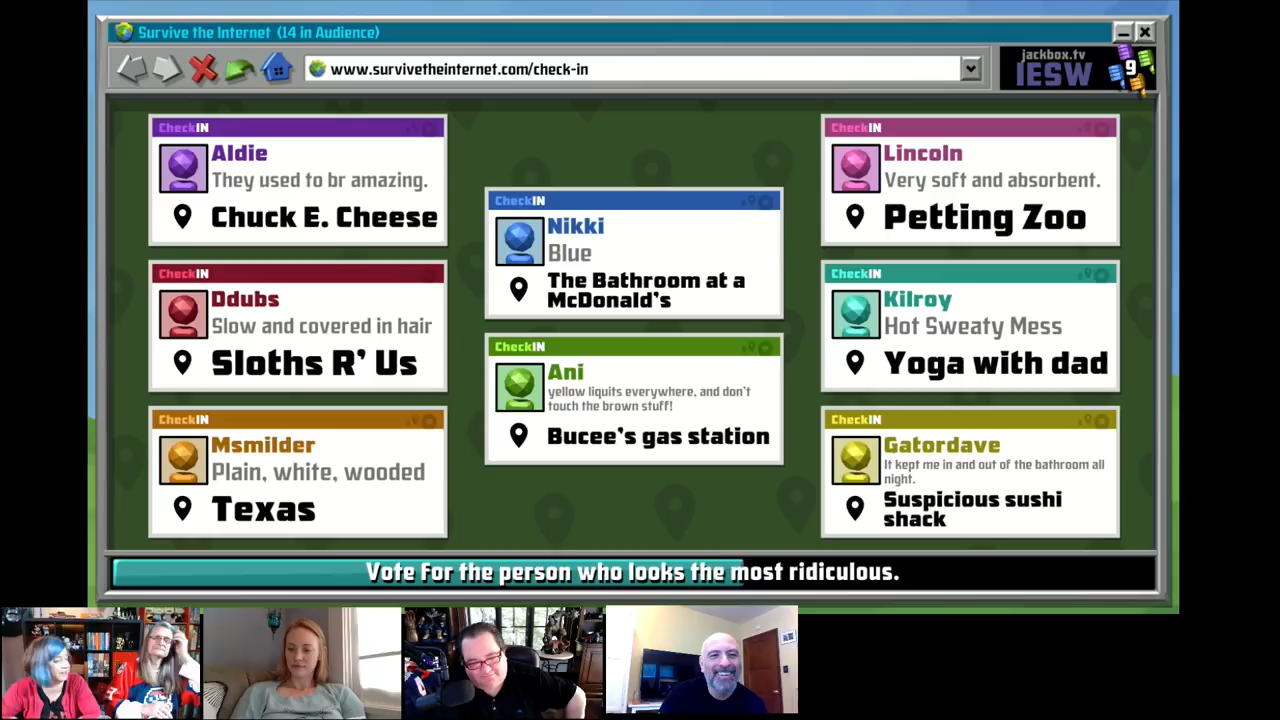 Survive the Internet (14 in Audience)
www.survivetheinternet.com/check-in
jackbox.tv
IESW
9
CheckIN
Aldie
They used to br amazing.
Chuck E. Cheese
CheckIN
Ddubs
Slow and covered in hair
Sloths R' Us
CheckIN
Msmilder
Plain, white, wooded
Texas
CheckIN
Nikki
Blue
The Bathroom at a
McDonald's
CheckIN
Ani
yellow liquits everywhere, and don't
touch the brown stuff!
Bucee's gas station
CheckIN
Lincoln
Very soft and absorbent.
Petting Zoo
CheckIN
Kilroy
Hot Sweaty Mess
Yoga with dad
CheckIN
Gatordave
It kept me in and out of the bathroom all
night.
Suspicious sushi
shack
Vote for the person who looks the most ridiculous.